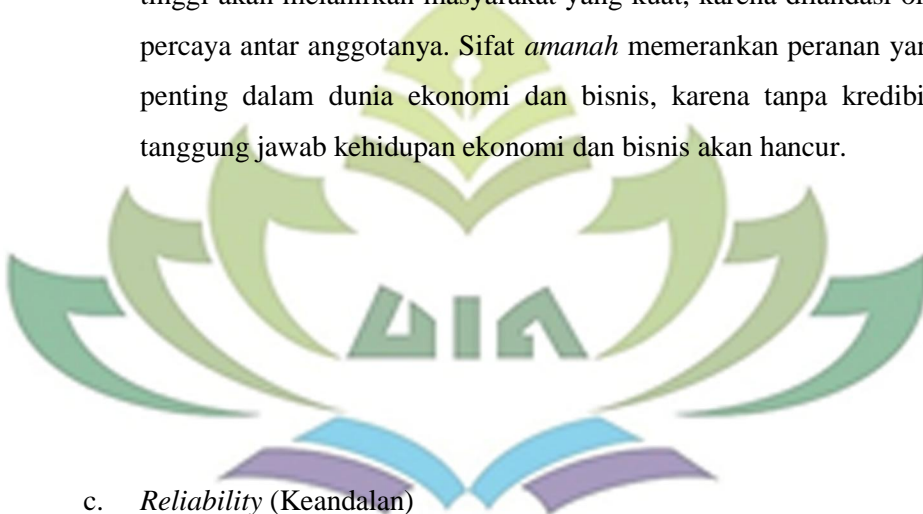 tinggi akan melahirkan masyarakat yang kuat, karena dilandasi
percaya antar anggotanya. Sifat amanah memerankan peranan yan
penting dalam dunia ekonomi dan bisnis, karena tanpa kredibi
tanggung jawab kehidupan ekonomi dan bisnis akan hancur.
UIN
c. Reliability (Keandalan)